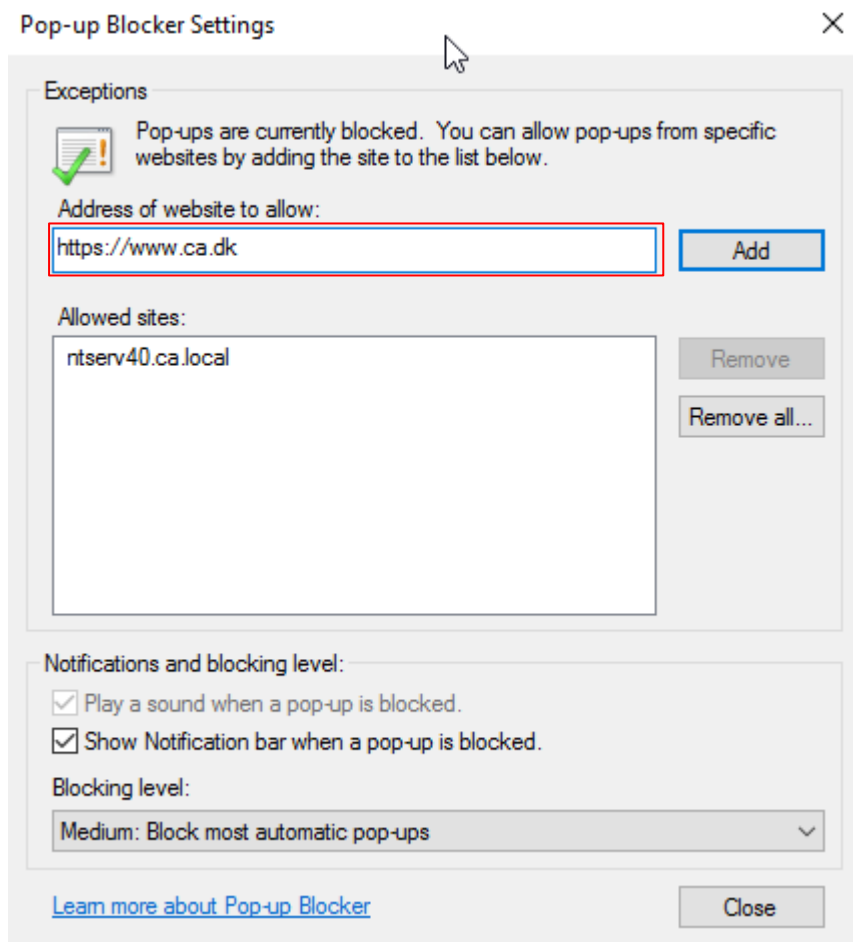 Pop-up Blocker Settings
Exceptions
Pop-ups are currently blocked.  You can allow pop-ups from specific
websites by adding the site to the list below.
Address of website to allow:
https://www.ca.dk
Add
Allowed sites:
ntserv40.ca.local
Remove
Remove all...
Notifications and blocking level:
Play a sound when a pop-up is blocked.
Show Notification bar when a pop-up is blocked.
Blocking level:
Medium: Block most automatic pop-ups
Learn more about Pop-up Blocker
Close